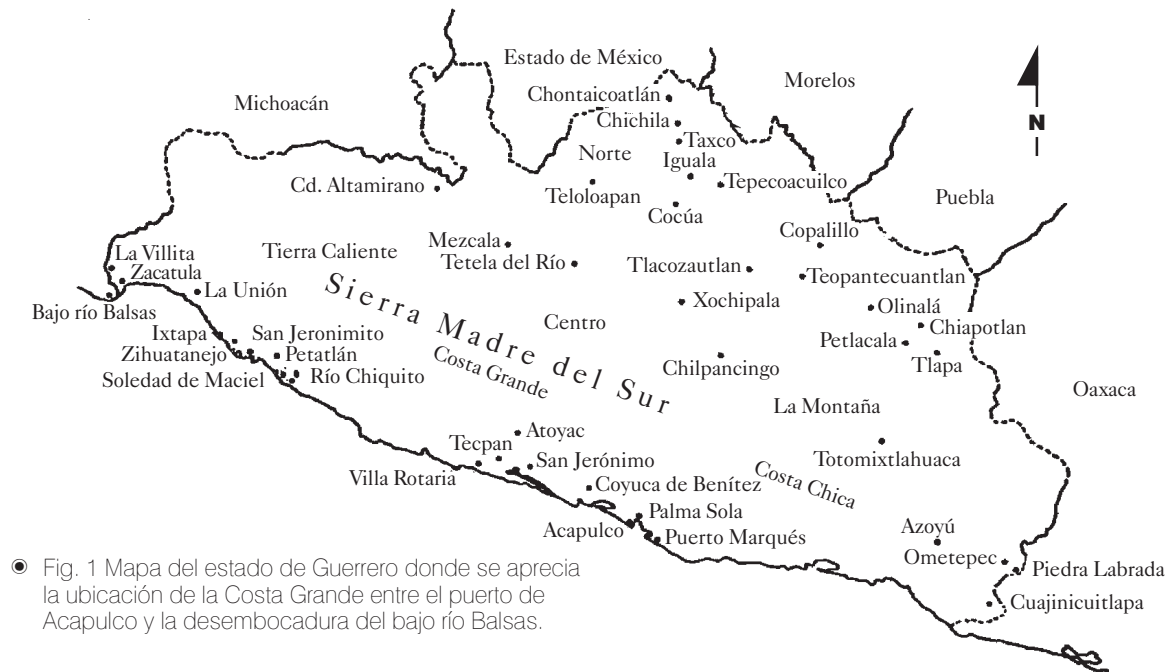 Estado de México
Morelos
Michoacán
Chontaicoatlán
Chichila
Taxco
N
Norte
Iguala
Cd. Altamirano
Teloloapan
Tepecoacuilco
Puebla
Cocúa
Copalillo
La Villita
Tierra Caliente
Mezcala
Zacatula
Tetela del Río
Tlacozautlan
Teopantecuantlan
La Unión
Sierra Madre del Sur
Xochipala
Olinalá
Bajo río Balsas
Centro
Chiapotlan
Ixtapa
San Jeronimito
Petlacala
Zihuatanejo
Petatlán
Costa Grande
Chilpancingo
Tlapa
Soledad de Maciel
Río Chiquito
Oaxaca
La Montaña
Atoyac
Tecpan
Totomixtlahuaca
San Jerónimo
Villa Rotaria
Costa Chica
Coyuca de Benítez
Palma Sola
Acapulco
Puerto Marqués
Azoyú
Ometepec
Piedra Labrada
Cuajinicuitlapa
Fig. 1 Mapa del estado de Guerrero donde se aprecia
la ubicación de la Costa Grande entre el puerto de
Acapulco y la desembocadura del bajo río Balsas.